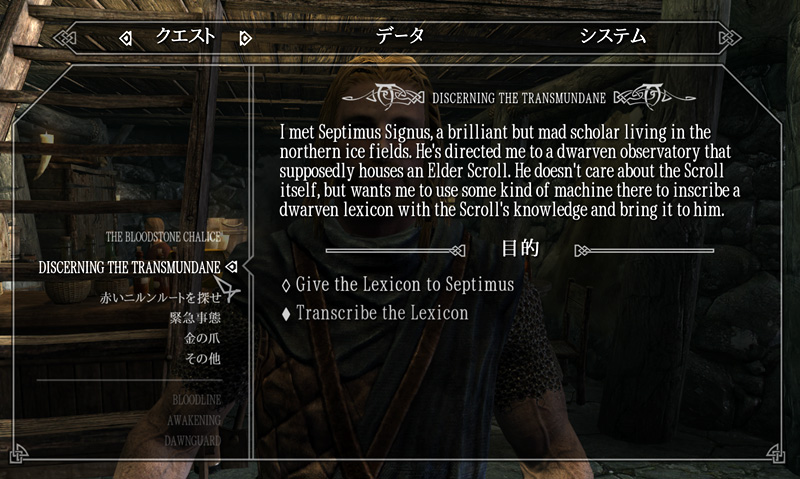 クエスト
データ
システム
DISCERNING THE TRANSMUNDANE
I met Septimus Signus, a brilliant but mad scholar living in the
northern ice fields. He's directed me to a dwarven observatory that
supposedly houses an Elder Scroll. He doesn't care about the Scroll
itself, but wants me to use some kind of machine there to inscribe a
dwarven lexicon with the Scroll's knowledge and bring it to him.
目的
Give the Lexicon to Septimus
Transcribe the Lexicon
THE BLOODSTONE CHALICE
DISCERNING THE TRANSMUNDANE
赤いニルンルートを探せ
緊急事態
金の爪
その他
BLOODLINE
AWAKENING
DAWNGUARD